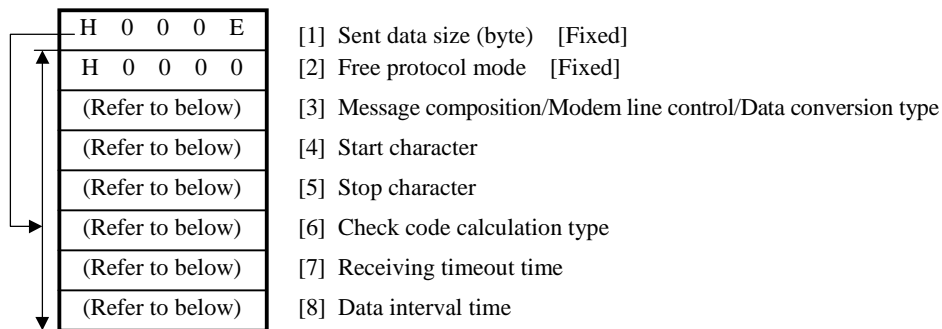 H 0 0 0 E [1] Sent data size (byte) [Fixed]
H 0 0 0 0 [2] Free protocol mode [Fixed]
(Refer to below) [3] Message composition/Modem line control/Data conversion type
(Refer to below) [4] Start character
(Refer to below) [5] Stop character
(Refer to below) [6] Check code calculation type
(Refer to below) [7] Receiving timeout time
(Refer to below) [8] Data interval time